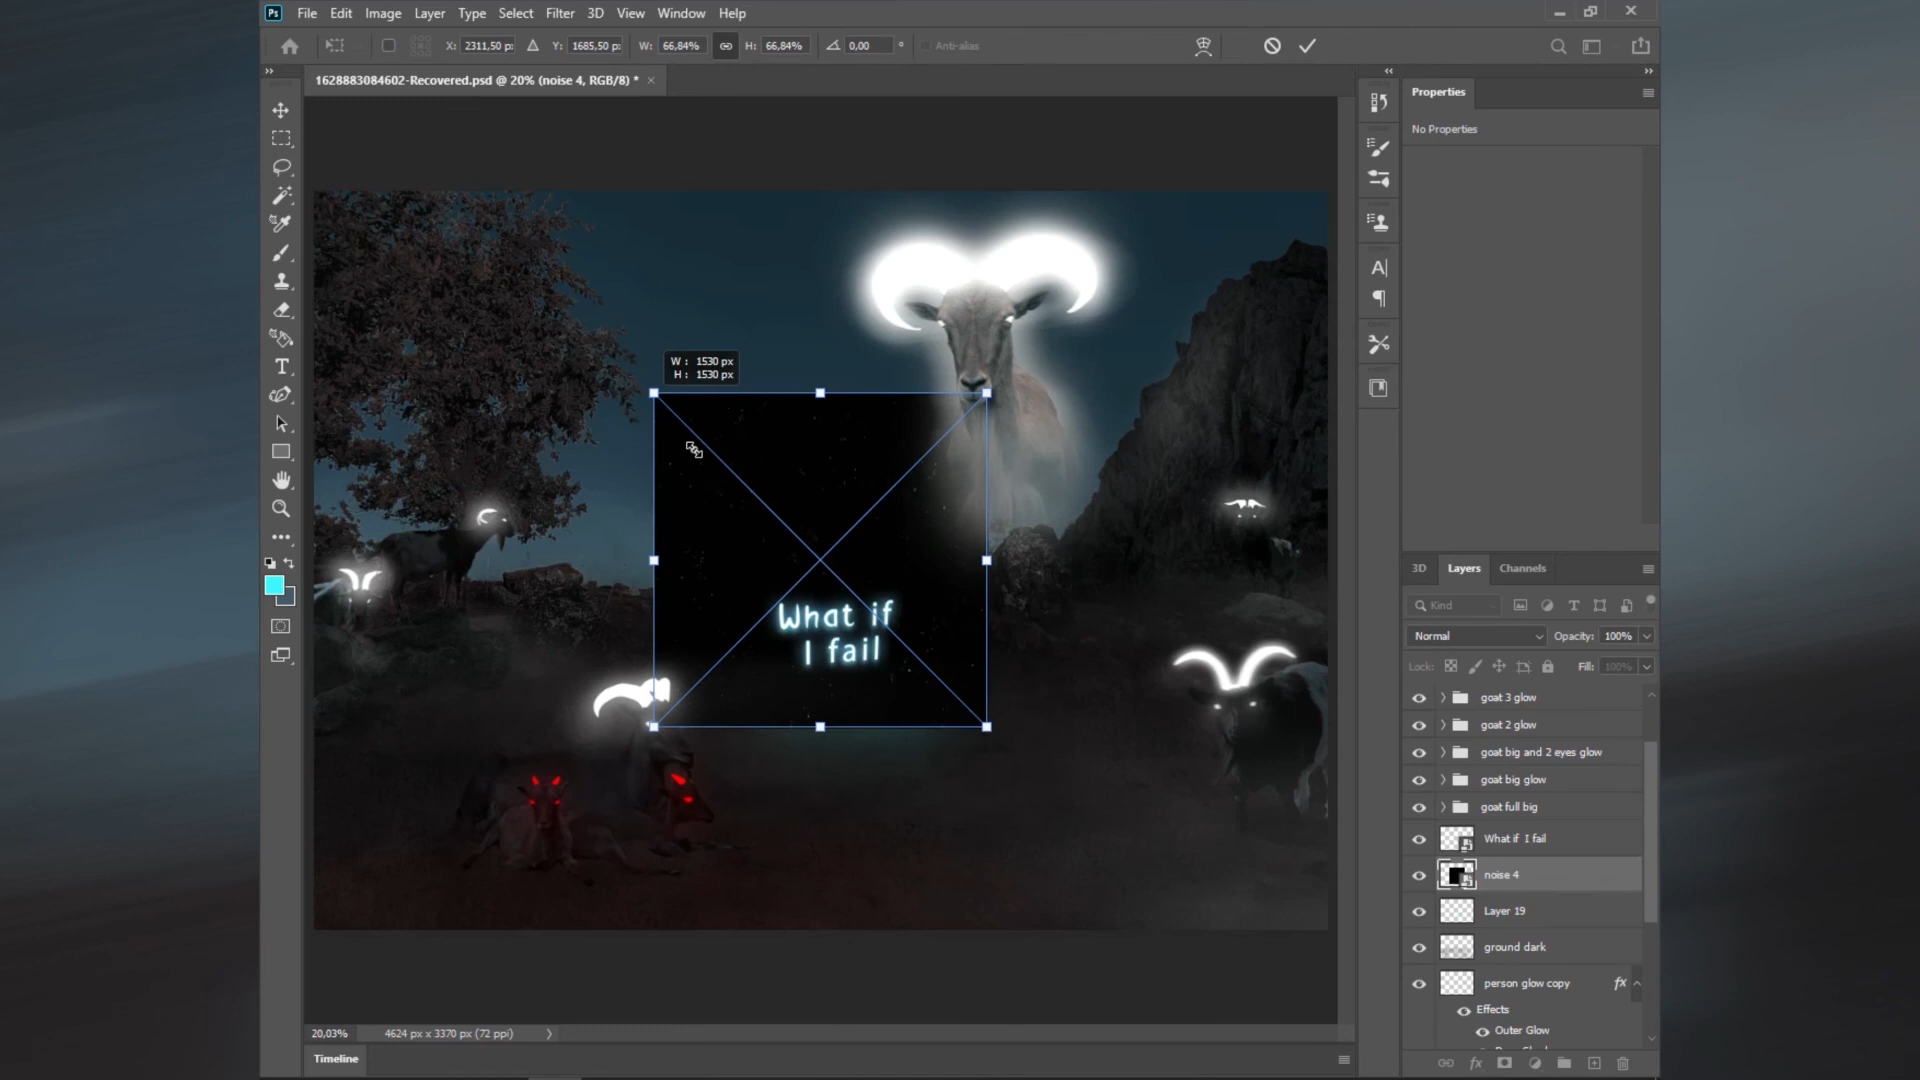 Ps File Edit Image Layer Type Select Filter 3D View Window Help
X: 2311,50 p: Y: 1685,50 p: W: 66,84% H: 66,84% 0,00 ° Anti-alias
1628883084602-Recovered.psd @ 20% (noise 4, RGB/8) *
Properties
No Properties
W : 1530 px
H : 1530 px
What if
I fail
3D Layers Channels
Kind
Normal Opacity: 100%
Lock: Fill: 100%
goat 3 glow
goat 2 glow
goat big and 2 eyes glow
goat big glow
goat full big
What if I fail
noise 4
Layer 19
ground dark
person glow copy fx
Effects
Outer Glow
20,03% 4624 px x 3370 px (72 ppi)
Timeline